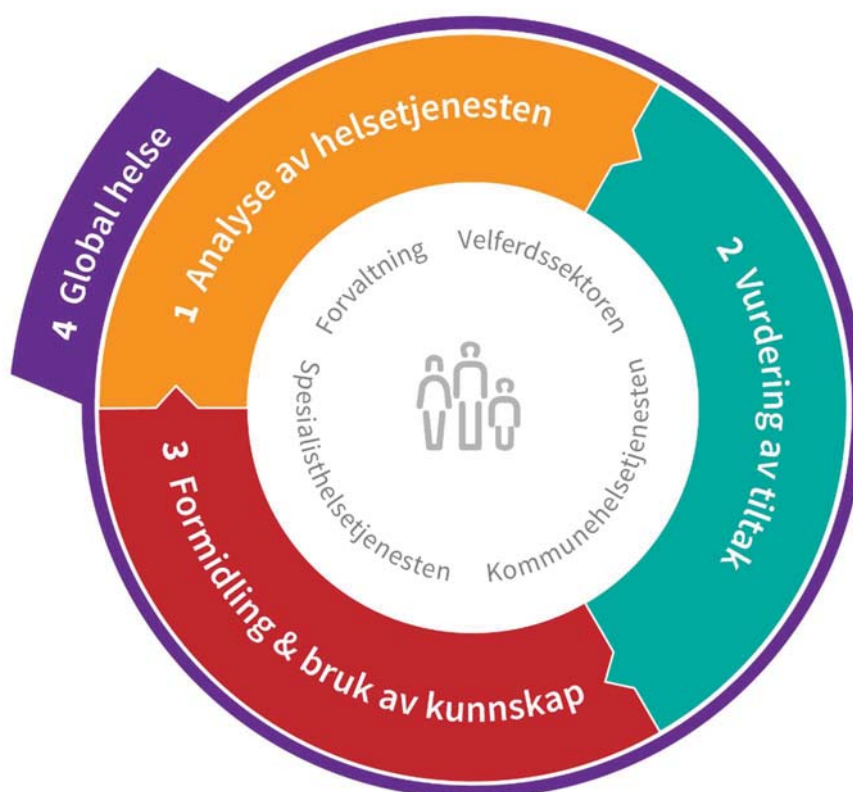 1 Analyse av helsetjenesten
2 Vurdering av tiltak
3 Formidling & bruk av kunnskap
4 Global helse
Forvaltning
Velferdssektoren
Kommunehelsetjenesten
Spesialisthelsetjenesten